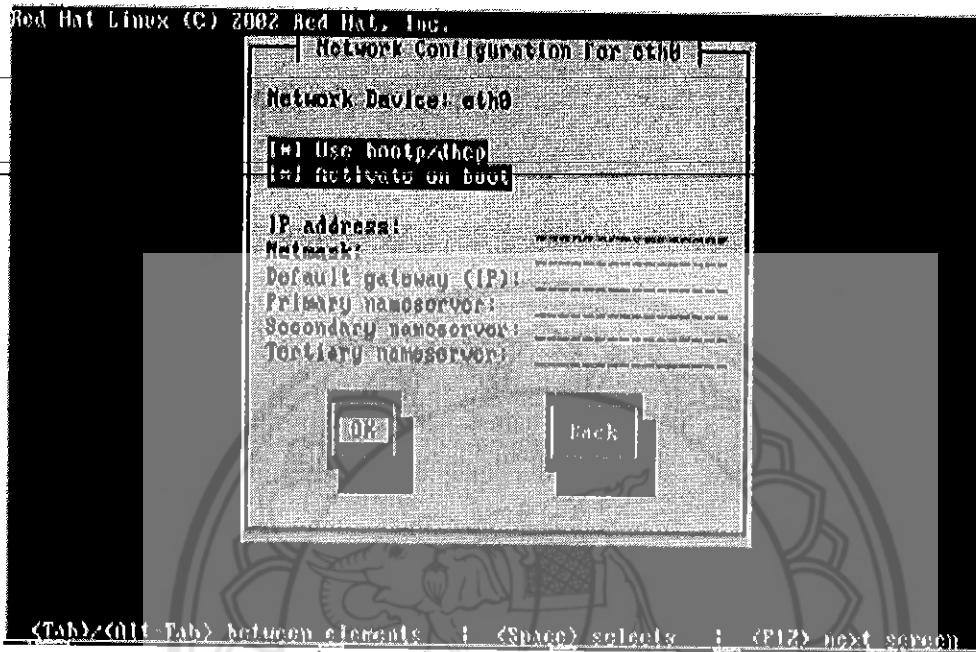 Red Hat Linux (C) 2002 Red Hat, Inc.
Network Configuration for eth0
Network Device: eth0
[*] Use bootp/dhcp
[*] Activate on boot
IP address:
Netmask:
Default gateway (IP):
Primary nameserver:
Secondary nameserver:
Tertiary nameserver:
OK Back
<Tab>/<Alt-Tab> between elements | <Space> selects | <F12> next screen